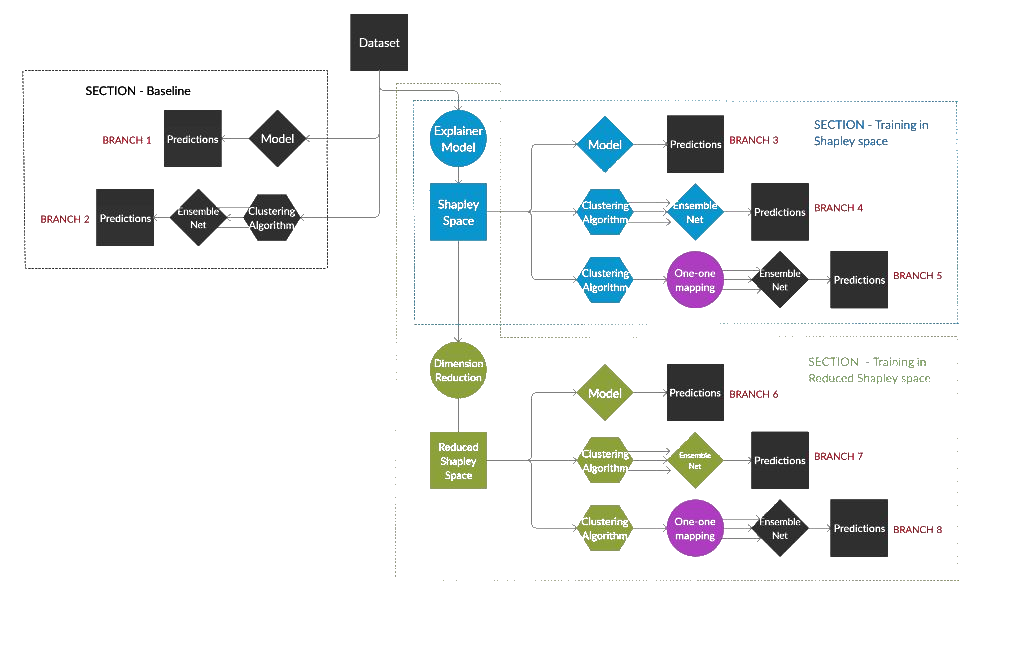 Dataset
SECTION - Baseline
BRANCH 1
Predictions
Model
BRANCH 2
Predictions
Ensemble
Net
Clustering
Algorithm
Explainer
Model
Shapley
Space
SECTION - Training in
Shapley space
Model
Predictions
BRANCH 3
Clustering
Algorithm
Ensemble
Net
Predictions
BRANCH 4
Clustering
Algorithm
One-one
mapping
Ensemble
Net
Predictions
BRANCH 5
Dimension
Reduction
Reduced
Shapley
Space
SECTION - Training in
Reduced Shapley space
Model
Predictions
BRANCH 6
Clustering
Algorithm
Ensemble
Net
Predictions
BRANCH 7
Clustering
Algorithm
One-one
mapping
Ensemble
Net
Predictions
BRANCH 8